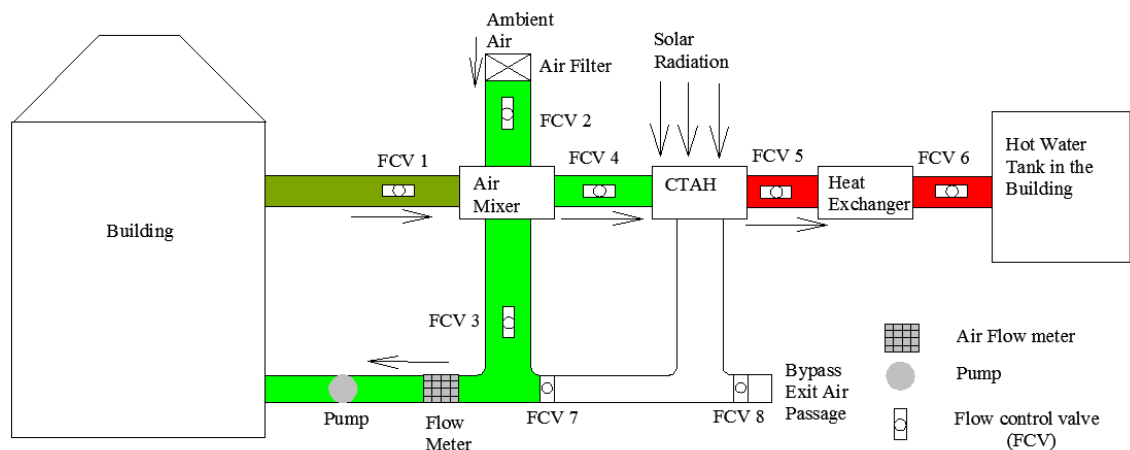 Ambient
Air
Air Filter
Solar
Radiation
FCV 2
FCV 1
FCV 4
FCV 5
FCV 6
Hot Water
Tank in the
Building
Air
Mixer
CTAH
Heat
Exchanger
Building
FCV 3
Air Flow meter
Pump
Flow control valve
(FCV)
Pump
Flow
Meter
FCV 7
FCV 8
Bypass
Exit Air
Passage